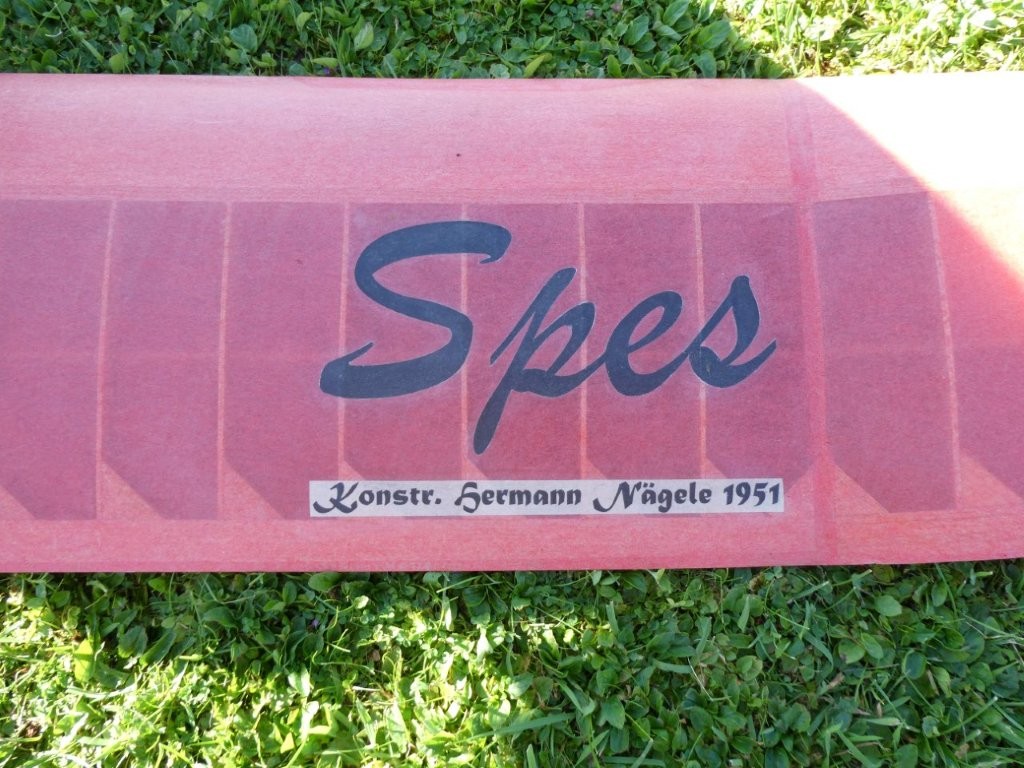 Spes
Konstr. Hermann Nägele 1951